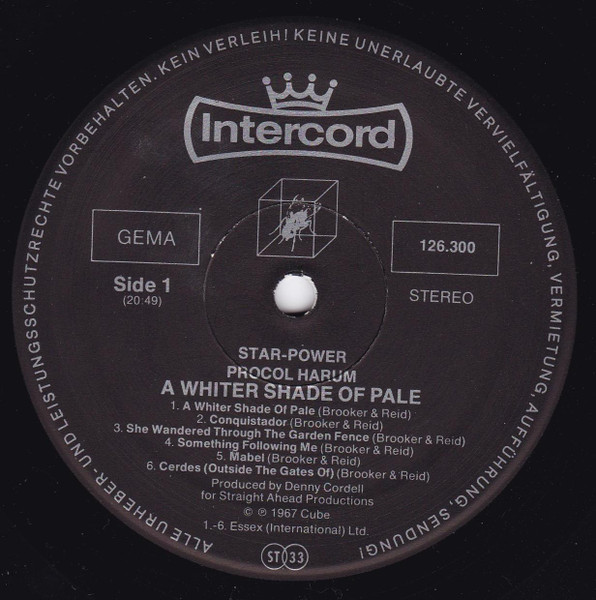 ALLE URHEBER- UND LEISTUNGSSCHUTZRECHTE VORBEHALTEN. KEIN VERLEIH! KEINE UNERLAUBTE VERVIELFÄLTIGUNG, VERMIETUNG, AUFFÜHRUNG, SENDUNG!
Intercord
GEMA
126.300
Side 1
(20:49)
STEREO
STAR-POWER
PROCOL HARUM
A WHITER SHADE OF PALE
1. A Whiter Shade Of Pale (Brooker & Reid)
2. Conquistador (Brooker & Reid)
3. She Wandered Through The Garden Fence (Brooker & Reid)
4. Something Following Me (Brooker & Reid)
5. Mabel (Brooker & Reid)
6. Cerdes (Outside The Gates Of) (Brooker & Reid)
Produced by Denny Cordell
for Straight Ahead Productions
© ℗ 1967 Cube
1.-6. Essex (International) Ltd.
ST 33